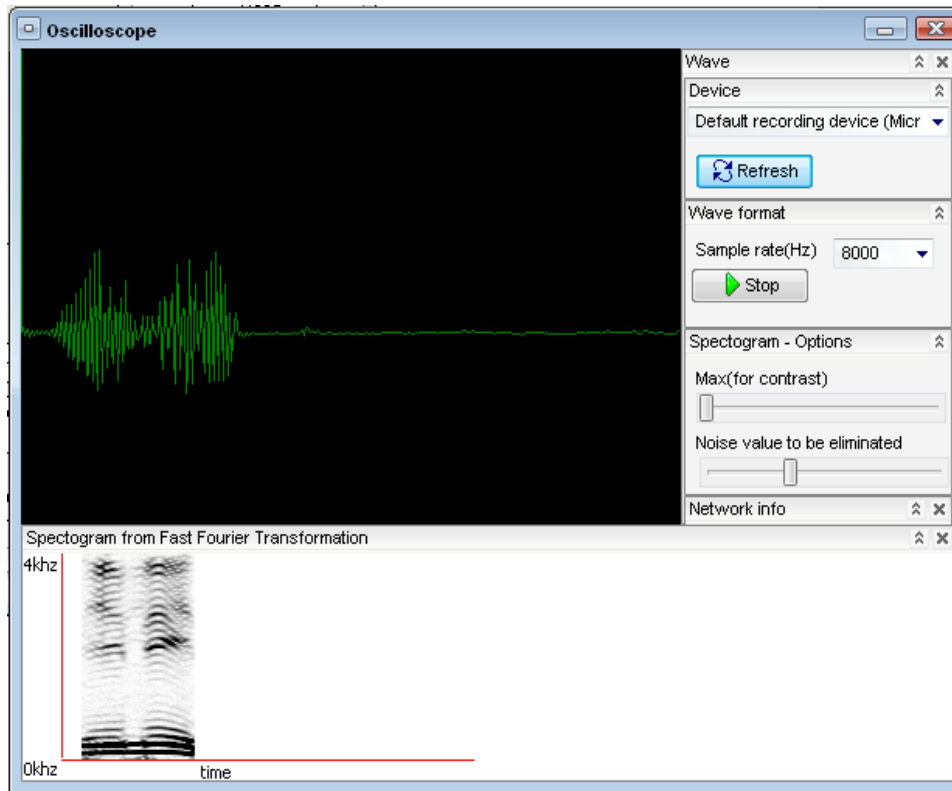 Oscilloscope
Wave
Device
Default recording device (Micr
Refresh
Wave format
Sample rate(Hz) 8000
Stop
Spectogram - Options
Max(for contrast)
Noise value to be eliminated
Network info
Spectrogram from Fast Fourier Transformation
4khz
0khz
time